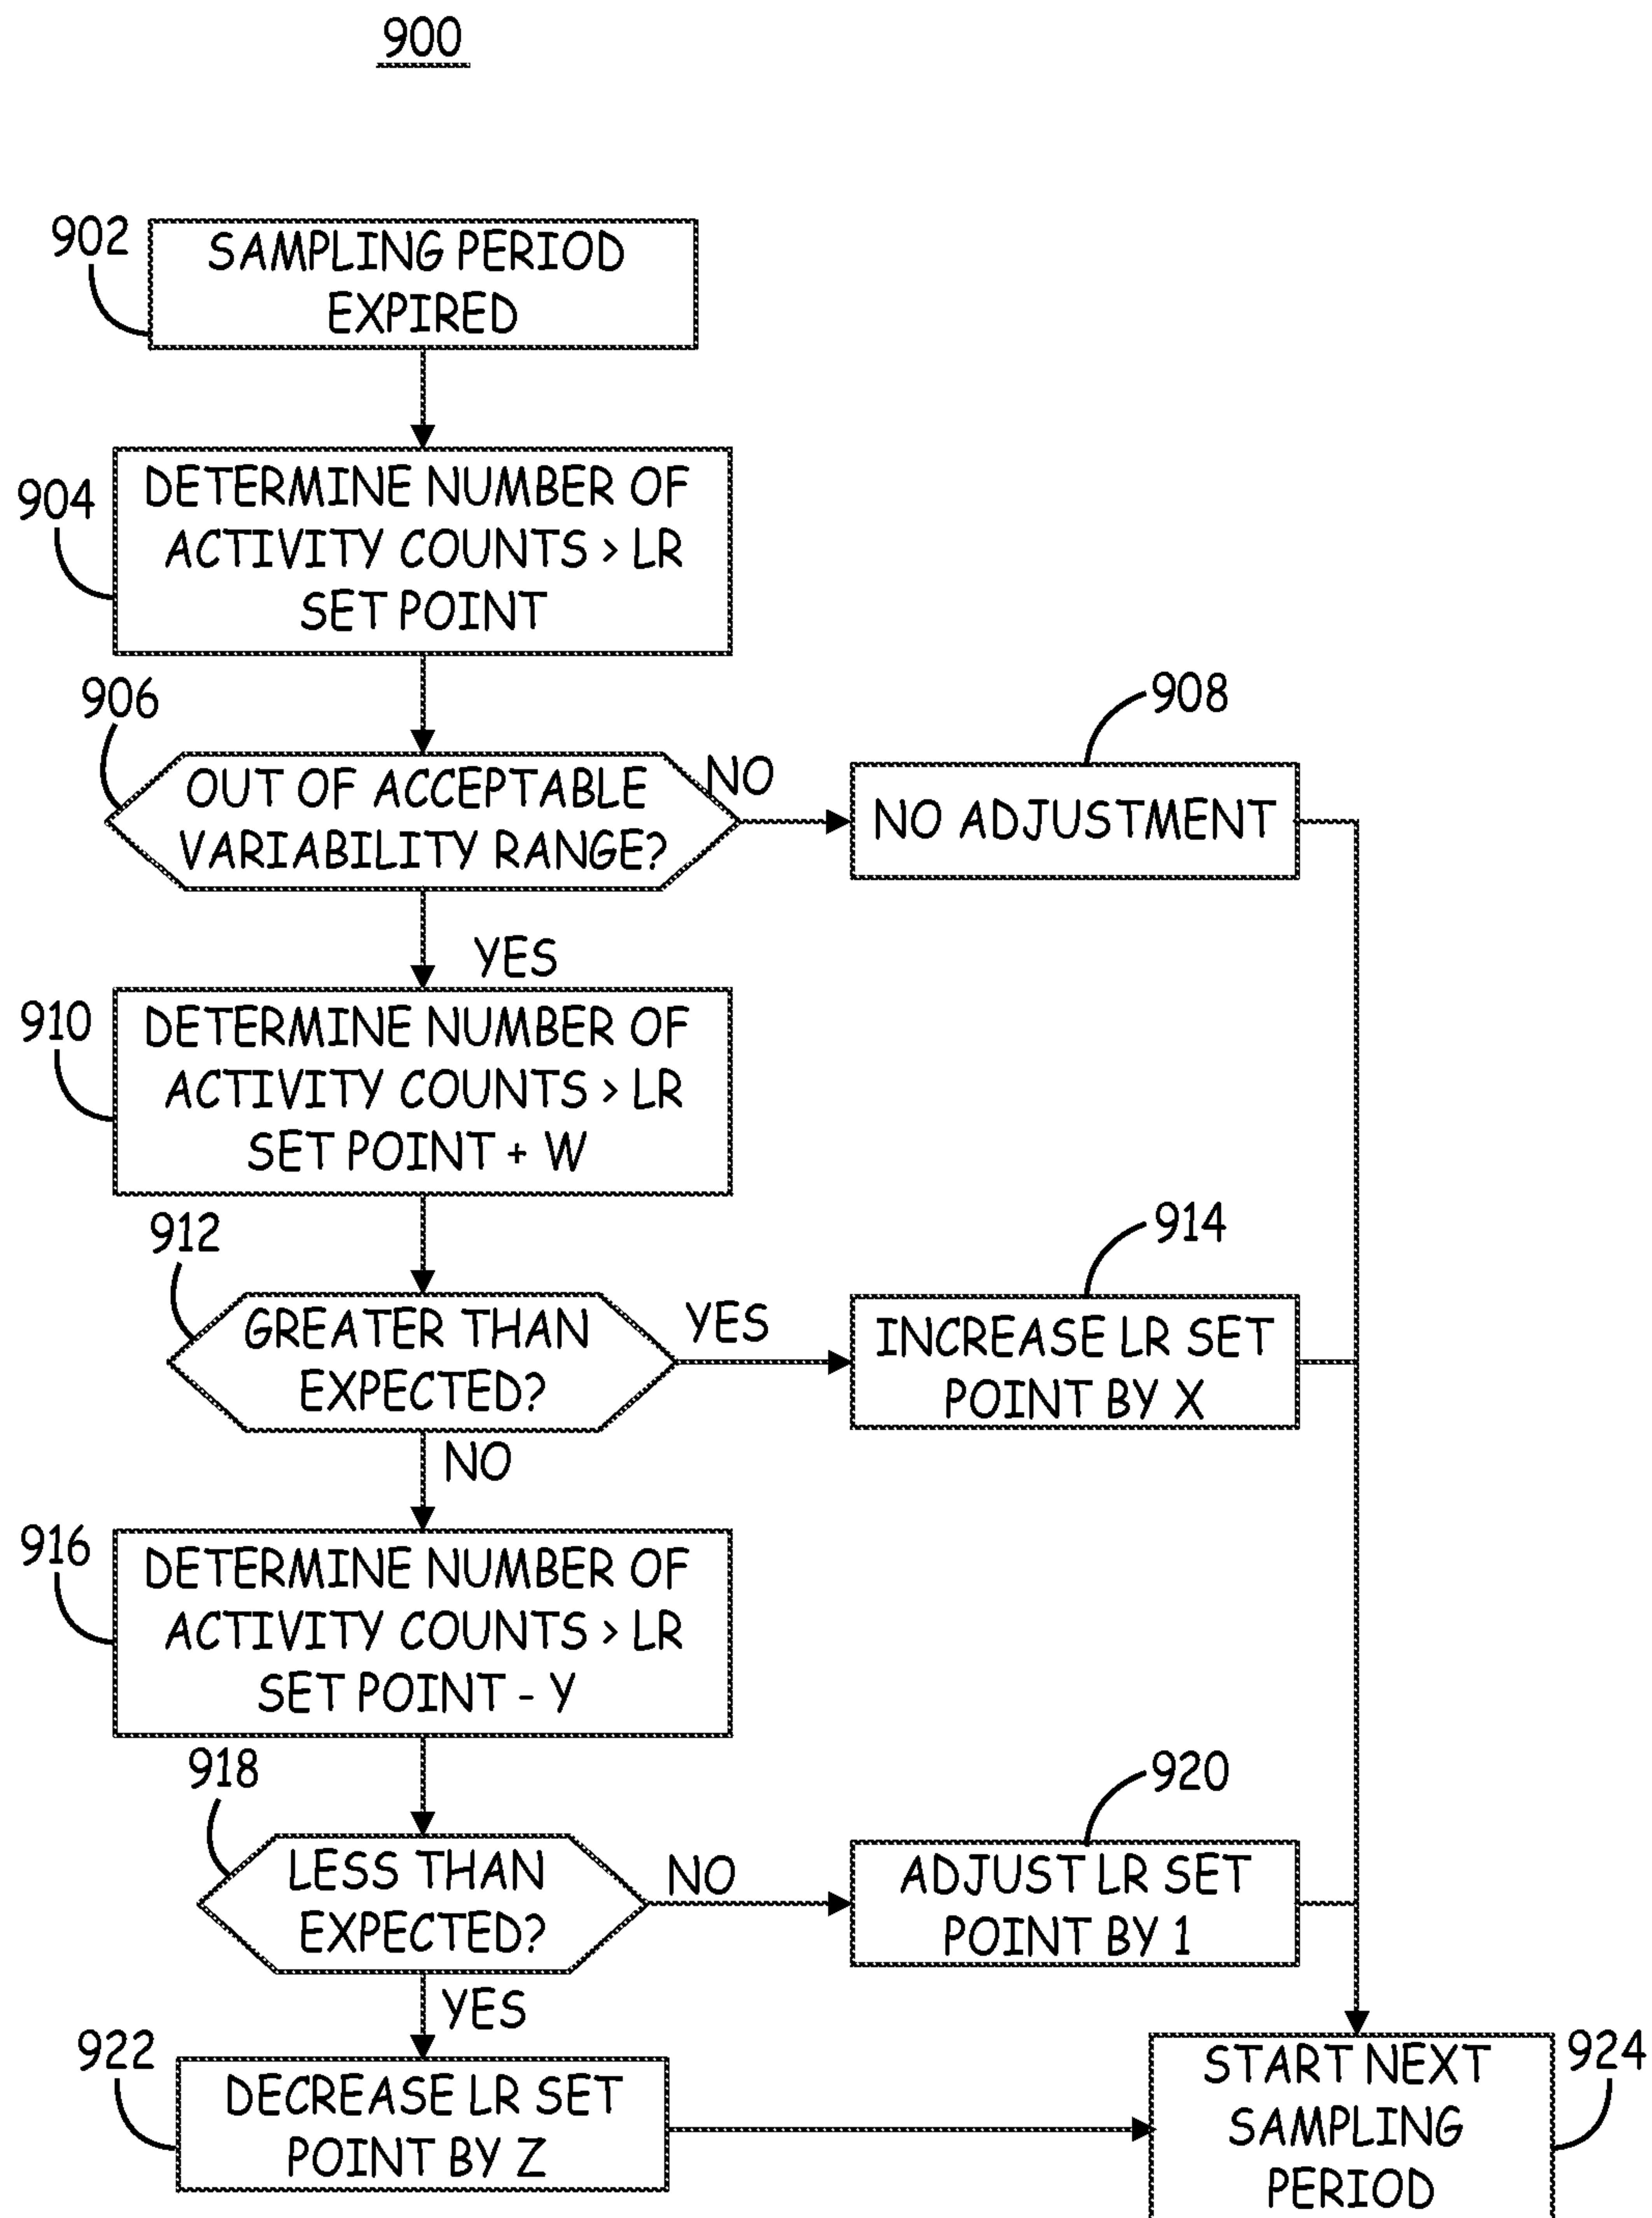 900
902
SAMPLING PERIOD
EXPIRED
904
DETERMINE NUMBER OF
ACTIVITY COUNTS > LR
SET POINT
906
OUT OF ACCEPTABLE
VARIABILITY RANGE?
NO
908
NO ADJUSTMENT
YES
910
DETERMINE NUMBER OF
ACTIVITY COUNTS > LR
SET POINT + W
912
GREATER THAN
EXPECTED?
YES
914
INCREASE LR SET
POINT BY X
NO
916
DETERMINE NUMBER OF
ACTIVITY COUNTS > LR
SET POINT - Y
918
LESS THAN
EXPECTED?
NO
920
ADJUST LR SET
POINT BY 1
YES
922
DECREASE LR SET
POINT BY Z
924
START NEXT
SAMPLING
PERIOD